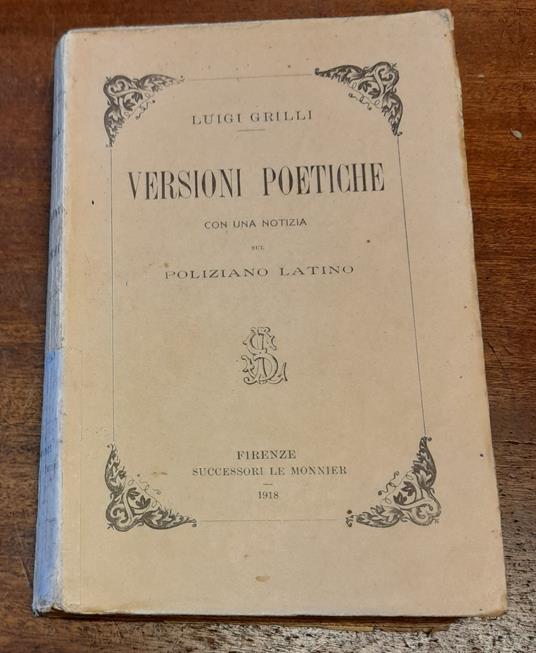 LUIGI GRILLI
VERSIONI POETICHE
CON UNA NOTIZIA
SUL
POLIZIANO LATINO
FIRENZE
SUCCESSORI LE MONNIER
1918